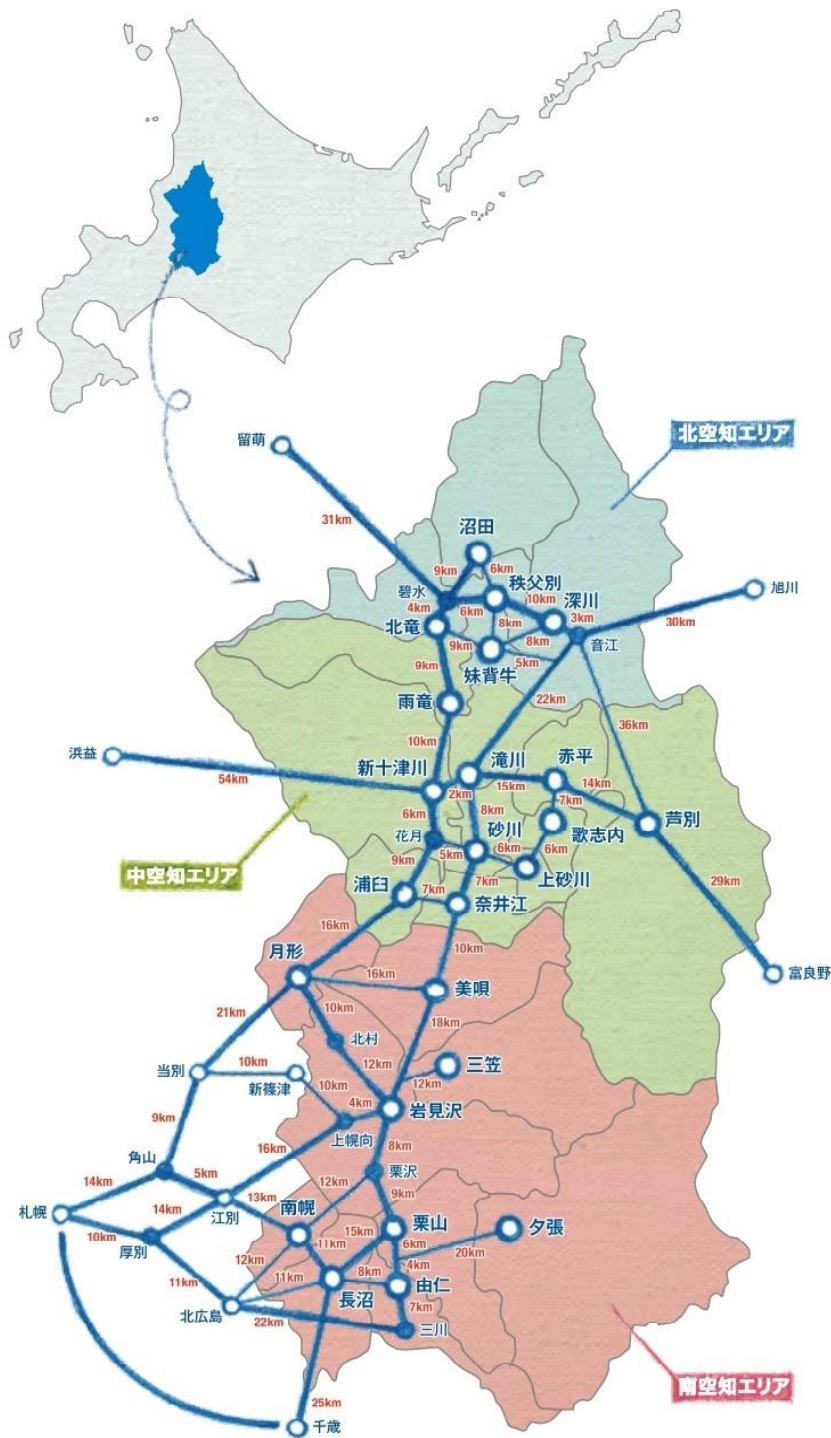 留萌
北空知エリア
31km
沼田
9km
6km
秩父別
碧水
10km
深川
旭川
4km
6km
8km
3km
30km
北竜
9km
8km
音江
5km
妹背牛
9km
雨竜
22km
36km
10km
浜益
新十津川
滝川
赤平
54km
2km
15km
14km
7km
6km
8km
芦別
花月
砂川
歌志内
5km
6km
6km
9km
上砂川
中空知エリア
浦臼
7km
7km
奈井江
29km
16km
10km
月形
富良野
16km
美唄
21km
10km
18km
北村
当別
10km
12km
三笠
新篠津
10km
12km
4km
岩見沢
9km
上幌向
16km
8km
角山
栗沢
5km
12km
14km
13km
9km
札幌
14km
江別
南幌
栗山
夕張
10km
15km
厚別
11km
6km
20km
12km
4km
11km
11km
8km
由仁
北広島
長沼
7km
22km
三川
南空知エリア
25km
千歳